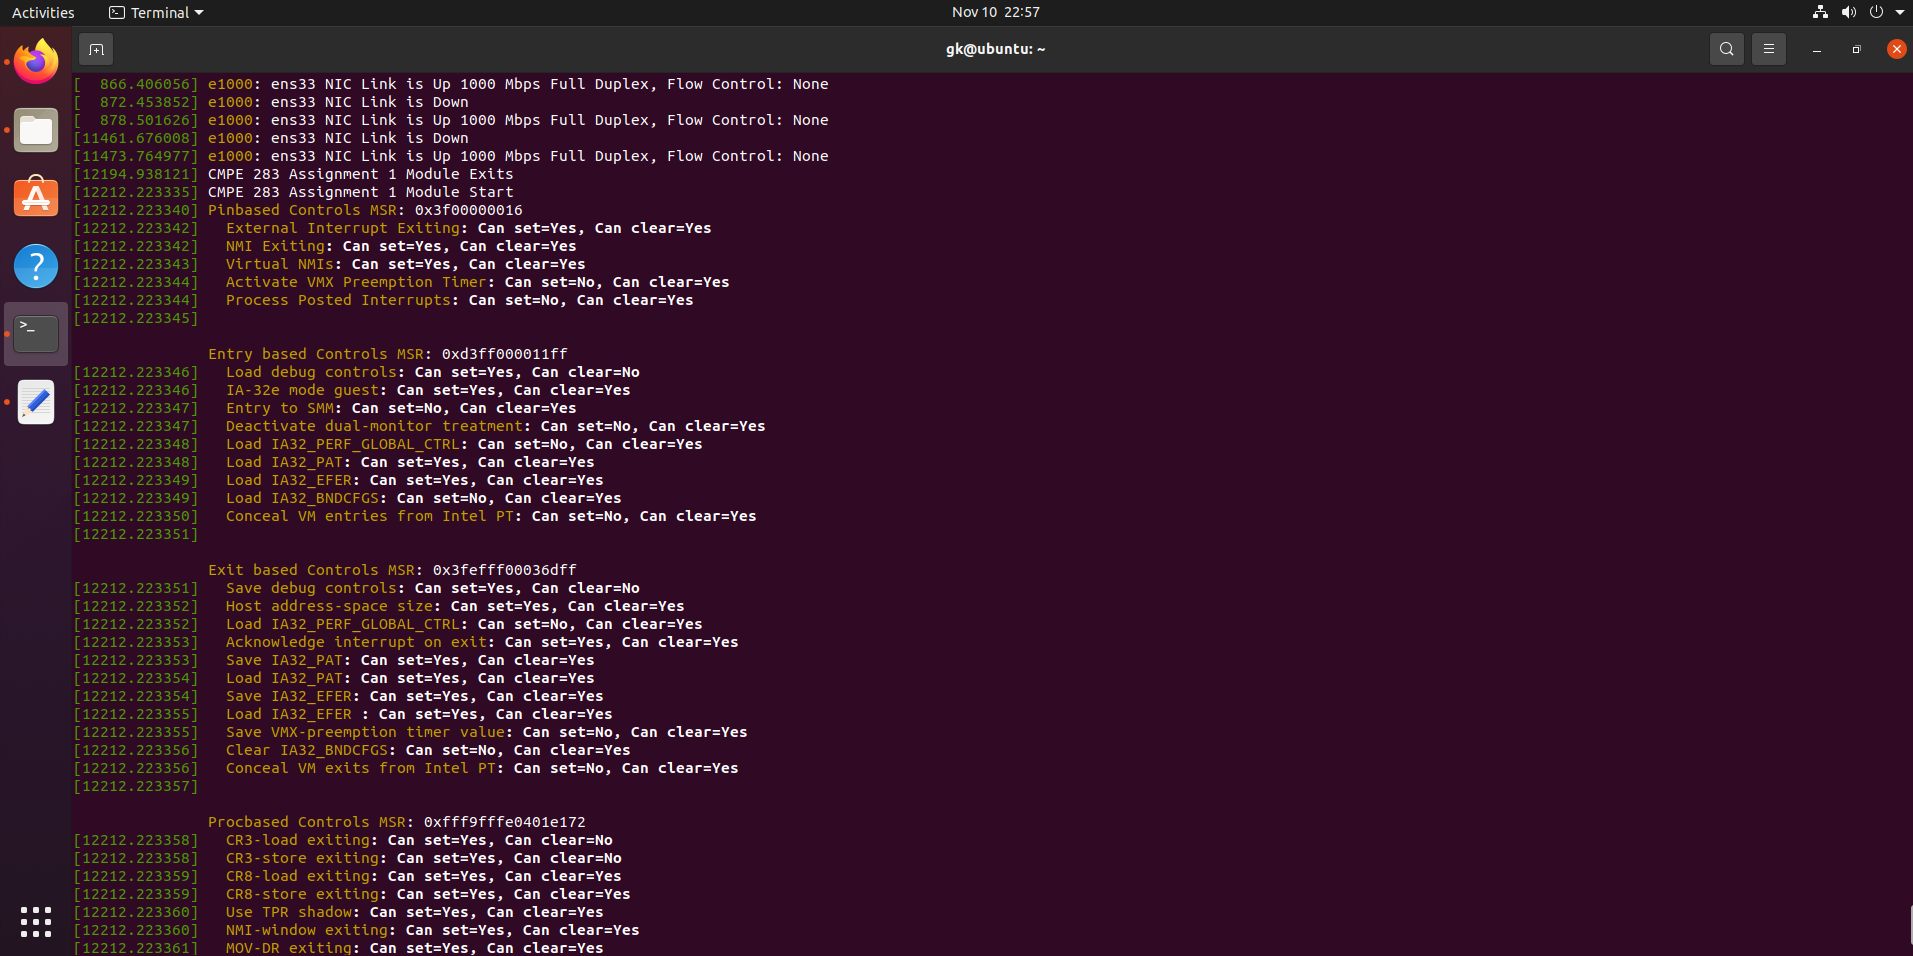 Activities Terminal Nov 10 22:57
gk@ubuntu: ~
[  866.406056] e1000: ens33 NIC Link is Up 1000 Mbps Full Duplex, Flow Control: None
[  872.453852] e1000: ens33 NIC Link is Down
[  878.501626] e1000: ens33 NIC Link is Up 1000 Mbps Full Duplex, Flow Control: None
[11461.676008] e1000: ens33 NIC Link is Down
[11473.764977] e1000: ens33 NIC Link is Up 1000 Mbps Full Duplex, Flow Control: None
[12194.938121] CMPE 283 Assignment 1 Module Exits
[12212.223335] CMPE 283 Assignment 1 Module Start
[12212.223340] Pinbased Controls MSR: 0x3f00000016
[12212.223342]   External Interrupt Exiting: Can set=Yes, Can clear=Yes
[12212.223342]   NMI Exiting: Can set=Yes, Can clear=Yes
[12212.223343]   Virtual NMIs: Can set=Yes, Can clear=Yes
[12212.223344]   Activate VMX Preemption Timer: Can set=No, Can clear=Yes
[12212.223344]   Process Posted Interrupts: Can set=No, Can clear=Yes
[12212.223345]
Entry based Controls MSR: 0xd3ff000011ff
[12212.223346]   Load debug controls: Can set=Yes, Can clear=No
[12212.223346]   IA-32e mode guest: Can set=Yes, Can clear=Yes
[12212.223347]   Entry to SMM: Can set=No, Can clear=Yes
[12212.223347]   Deactivate dual-monitor treatment: Can set=No, Can clear=Yes
[12212.223348]   Load IA32_PERF_GLOBAL_CTRL: Can set=No, Can clear=Yes
[12212.223348]   Load IA32_PAT: Can set=Yes, Can clear=Yes
[12212.223349]   Load IA32_EFER: Can set=Yes, Can clear=Yes
[12212.223349]   Load IA32_BNDCFGS: Can set=No, Can clear=Yes
[12212.223350]   Conceal VM entries from Intel PT: Can set=No, Can clear=Yes
[12212.223351]
Exit based Controls MSR: 0x3fefff00036dff
[12212.223351]   Save debug controls: Can set=Yes, Can clear=No
[12212.223352]   Host address-space size: Can set=Yes, Can clear=Yes
[12212.223352]   Load IA32_PERF_GLOBAL_CTRL: Can set=No, Can clear=Yes
[12212.223353]   Acknowledge interrupt on exit: Can set=Yes, Can clear=Yes
[12212.223353]   Save IA32_PAT: Can set=Yes, Can clear=Yes
[12212.223354]   Load IA32_PAT: Can set=Yes, Can clear=Yes
[12212.223354]   Save IA32_EFER: Can set=Yes, Can clear=Yes
[12212.223355]   Load IA32_EFER : Can set=Yes, Can clear=Yes
[12212.223355]   Save VMX-preemption timer value: Can set=No, Can clear=Yes
[12212.223356]   Clear IA32_BNDCFGS: Can set=No, Can clear=Yes
[12212.223356]   Conceal VM exits from Intel PT: Can set=No, Can clear=Yes
[12212.223357]
Procbased Controls MSR: 0xfff9fffe0401e172
[12212.223358]   CR3-load exiting: Can set=Yes, Can clear=No
[12212.223358]   CR3-store exiting: Can set=Yes, Can clear=No
[12212.223359]   CR8-load exiting: Can set=Yes, Can clear=Yes
[12212.223359]   CR8-store exiting: Can set=Yes, Can clear=Yes
[12212.223360]   Use TPR shadow: Can set=Yes, Can clear=Yes
[12212.223360]   NMI-window exiting: Can set=Yes, Can clear=Yes
[12212.223361]   MOV-DR exiting: Can set=Yes, Can clear=Yes